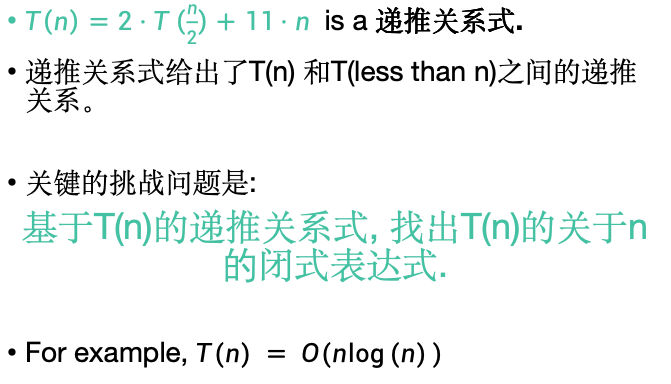 • T(n) = 2 · T (n/2) + 11 · n is a 递推关系式.
• 递推关系式给出了T(n) 和T(less than n)之间的递推
关系。
• 关键的挑战问题是:
基于T(n)的递推关系式, 找出T(n)的关于n
的闭式表达式.
• For example, T(n) = O(nlog(n))